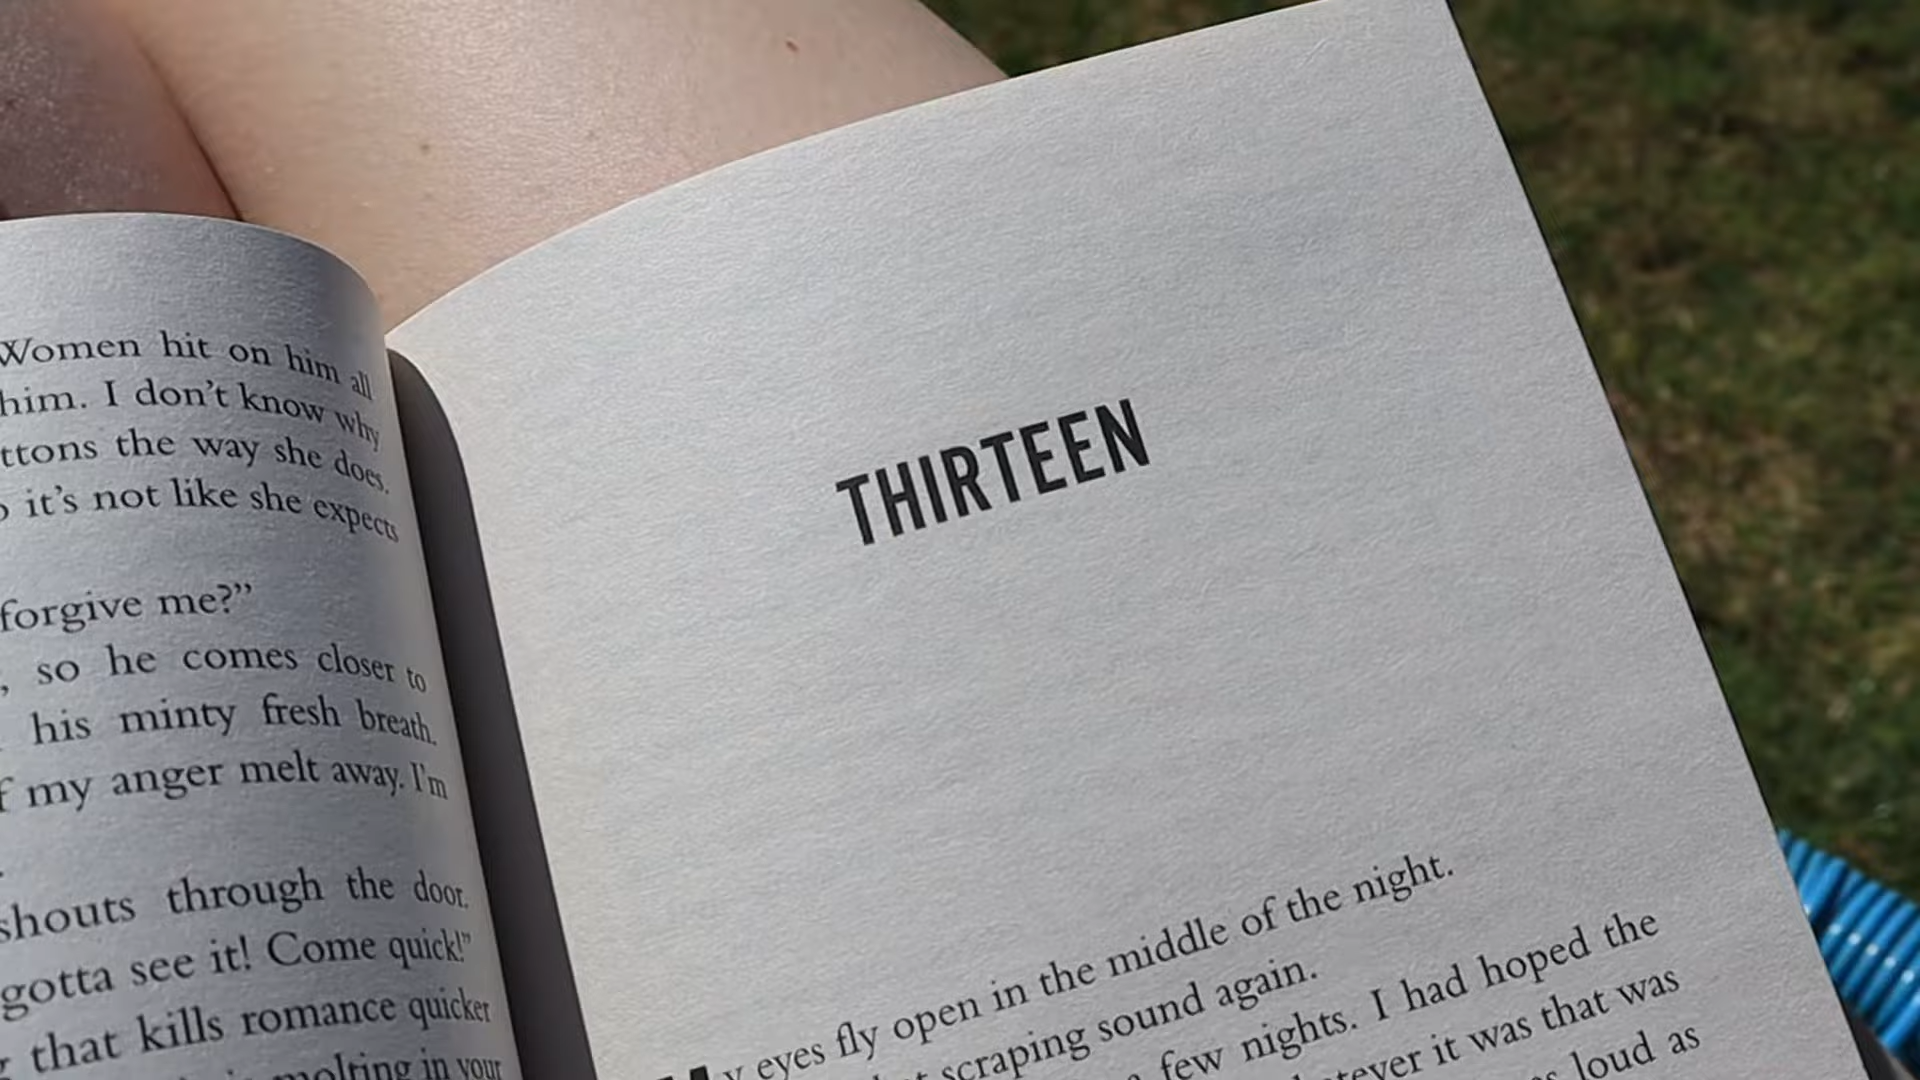 Women hit on him all
him. I don't know why
ttons the way she does.
it's not like she expects
forgive me?”
, so he comes closer to
his minty fresh breath.
f my anger melt away. I'm
shouts through the door.
gotta see it! Come quick!”
that kills romance quicker
molting in your
THIRTEEN
y eyes fly open in the middle of the night.
scraping sound again.
few nights. I had hoped the
it was that was
loud as